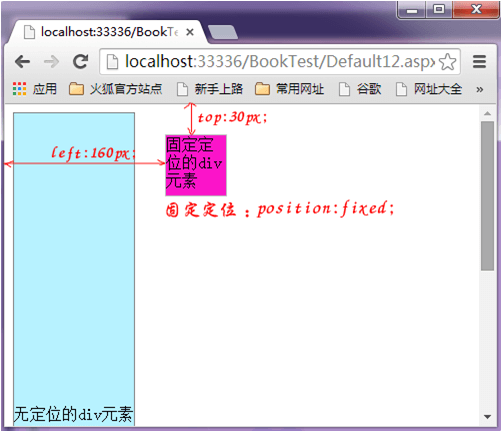 localhost:33336/BookTe
localhost:33336/BookTest/Default12.aspx
应用 火狐官方站点 新手上路 常用网址 谷歌 网址大全 »
top:30px;
left:160px;
固定定
位的div
元素
固定定位：position:fixed;
无定位的div元素